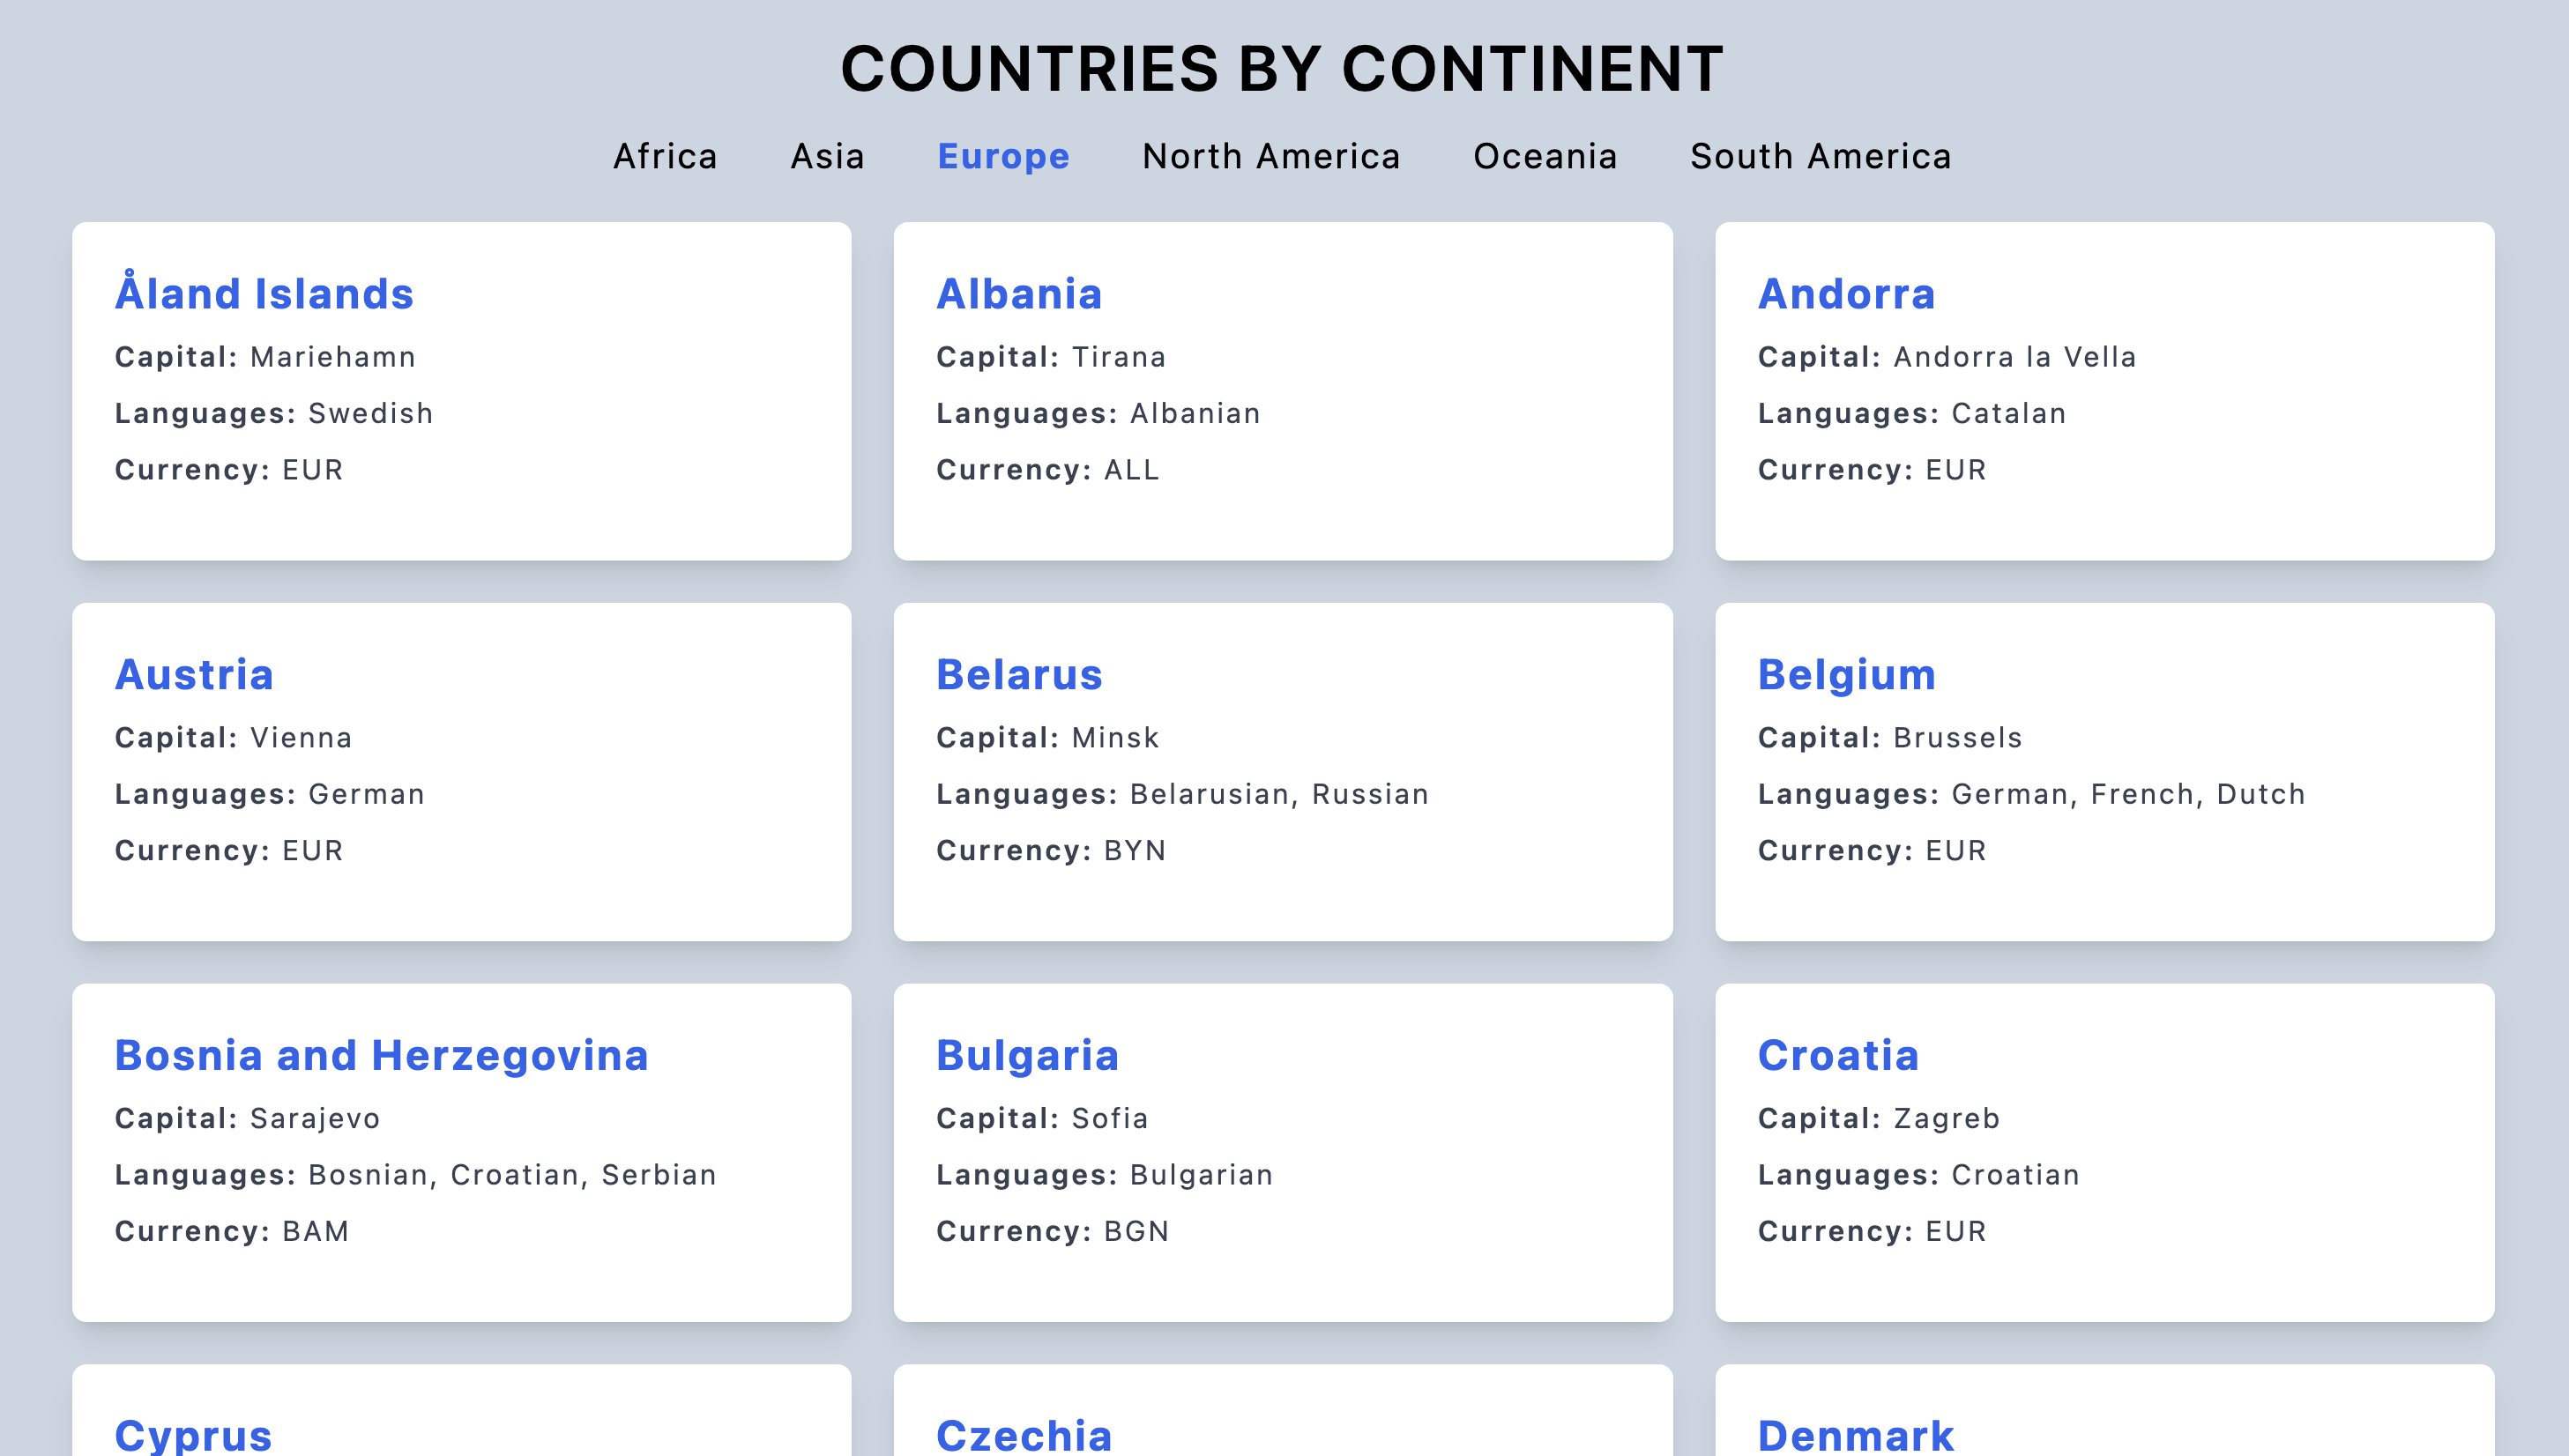 COUNTRIES BY CONTINENT
Africa Asia Europe North America Oceania South America
Åland Islands
Capital: Mariehamn
Languages: Swedish
Currency: EUR
Albania
Capital: Tirana
Languages: Albanian
Currency: ALL
Andorra
Capital: Andorra la Vella
Languages: Catalan
Currency: EUR
Austria
Capital: Vienna
Languages: German
Currency: EUR
Belarus
Capital: Minsk
Languages: Belarusian, Russian
Currency: BYN
Belgium
Capital: Brussels
Languages: German, French, Dutch
Currency: EUR
Bosnia and Herzegovina
Capital: Sarajevo
Languages: Bosnian, Croatian, Serbian
Currency: BAM
Bulgaria
Capital: Sofia
Languages: Bulgarian
Currency: BGN
Croatia
Capital: Zagreb
Languages: Croatian
Currency: EUR
Cyprus
Czechia
Denmark